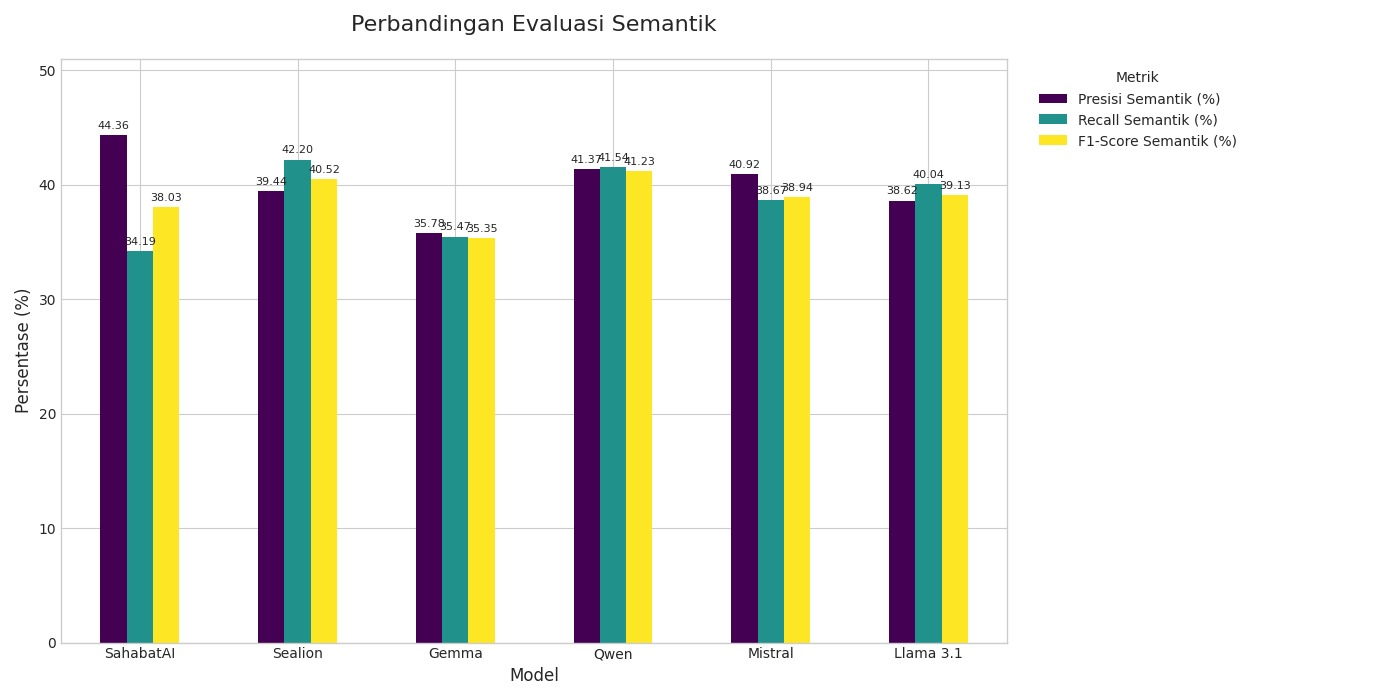 Perbandingan Evaluasi Semantik
Metrik
Presisi Semantik (%)
Recall Semantik (%)
F1-Score Semantik (%)
Persentase (%)
50
40
30
20
10
0
44.36
34.19
38.03
39.44
42.20
40.52
35.78
35.47
35.35
41.37
41.54
41.23
40.92
38.67
38.94
38.62
40.04
39.13
SahabatAI
Sealion
Gemma
Qwen
Mistral
Llama 3.1
Model